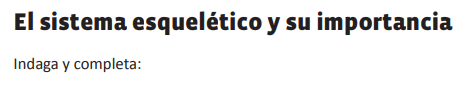 El sistema esquelético y su importancia
Indaga y completa: